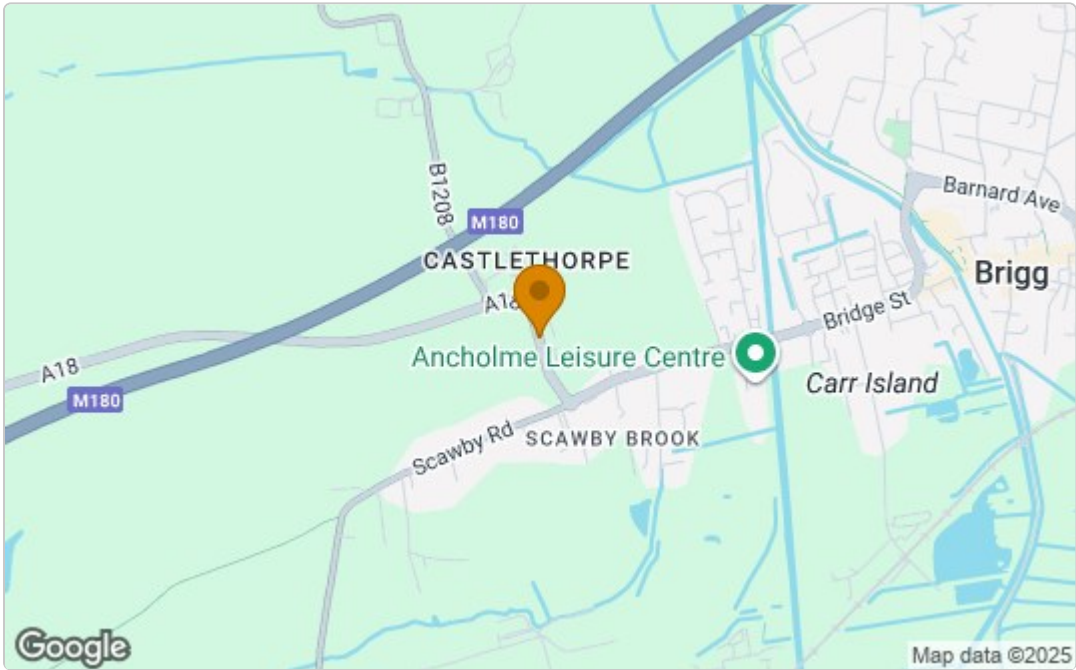 B1208
M180
Barnard Ave
CASTLETHORPE
Brigg
A18
Bridge St
Ancholme Leisure Centre
A18
M180
Carr Island
Scawby Rd
SCAWBY BROOK
Google
Map data ©2025